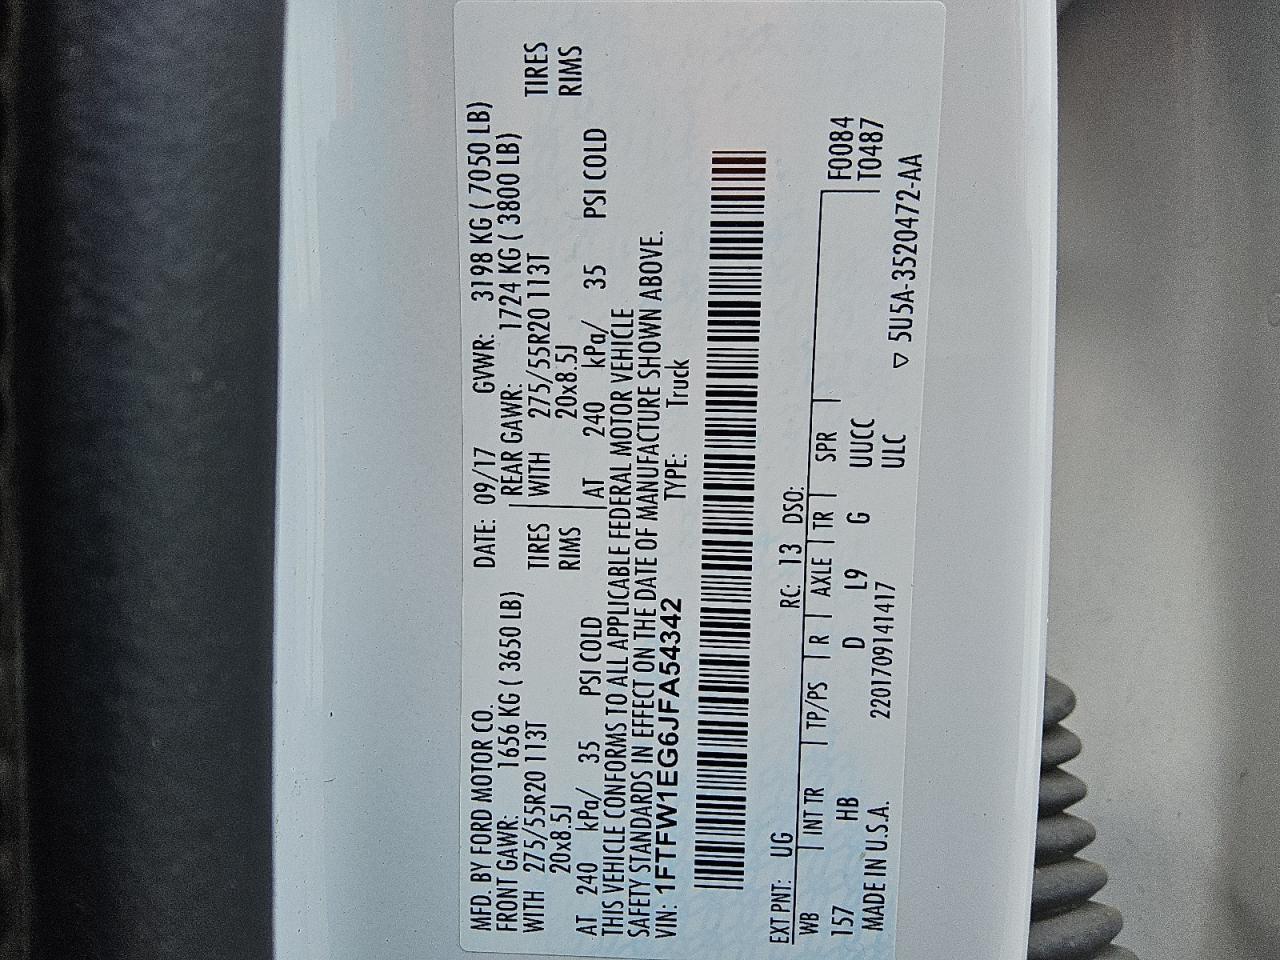 MFD. BY FORD MOTOR CO. DATE: 09/17 GVWR: 3198 KG ( 7050 LB)
FRONT GAWR: 1656 KG ( 3650 LB) REAR GAWR: 1724 KG ( 3800 LB)
WITH 275/55R20 113T TIRES WITH 275/55R20 113T TIRES
20x8.5J RIMS 20x8.5J RIMS
AT 240 kPa/ 35 PSI COLD AT 240 kPa/ 35 PSI COLD
THIS VEHICLE CONFORMS TO ALL APPLICABLE FEDERAL MOTOR VEHICLE
SAFETY STANDARDS IN EFFECT ON THE DATE OF MANUFACTURE SHOWN ABOVE.
VIN: 1FTFW1EG6JFA54342 TYPE: Truck
EXT PNT: UG RC: 13 DSO:
WB INT TR TP/PS R AXLE TR SPR F0084
157 HB D L9 G UUCC T0487
MADE IN U.S.A. 2201709141417 ULC
▽ 5U5A-3520472-AA